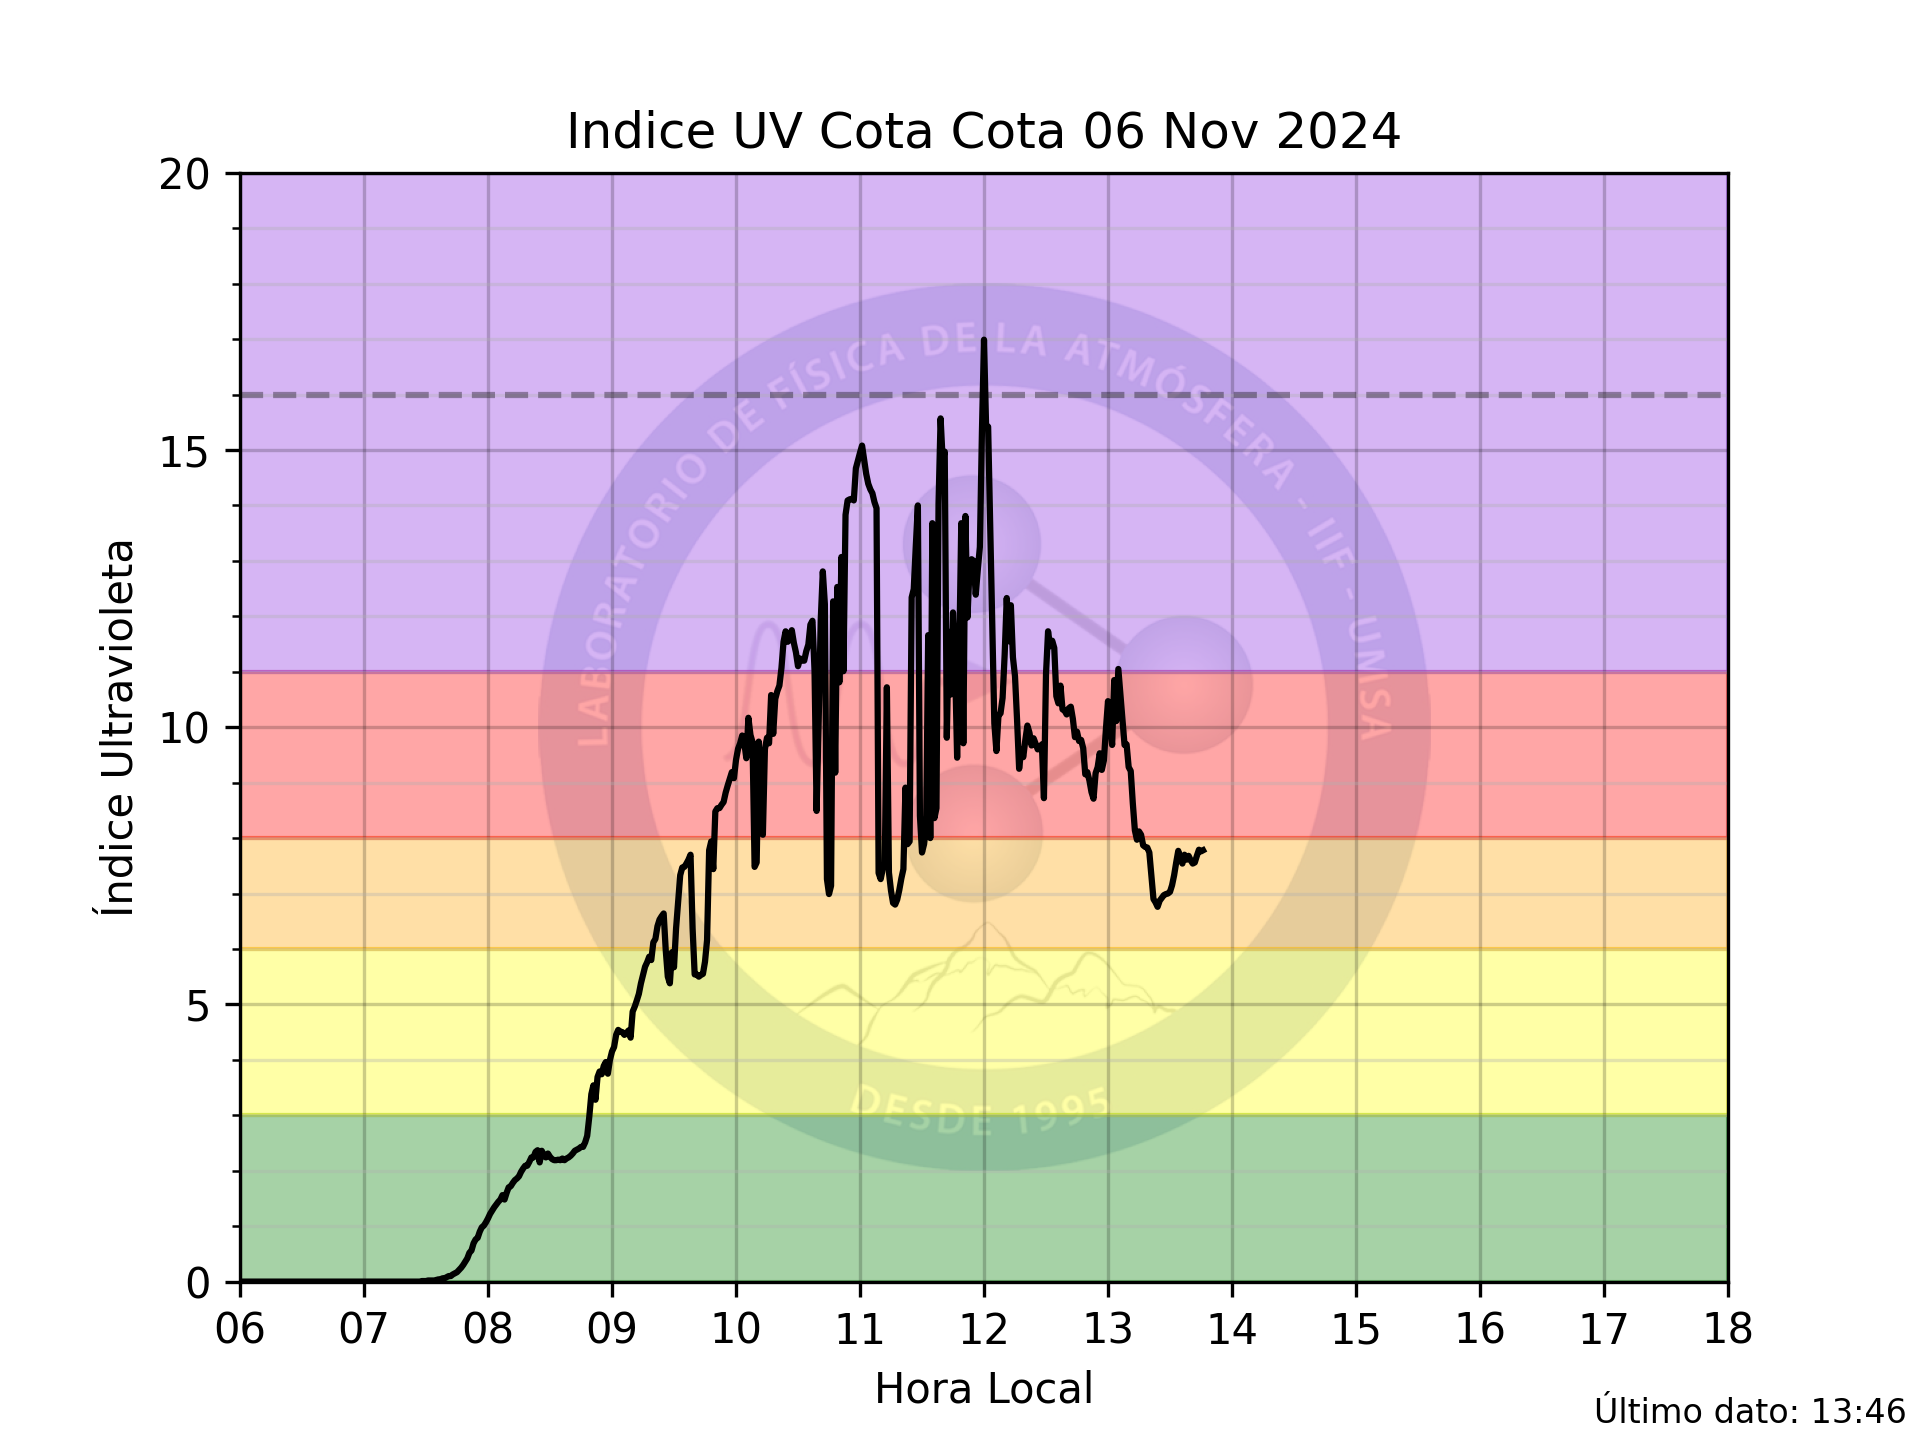 Indice UV Cota Cota 06 Nov 2024
20
15
10
5
0
Índice Ultravioleta
LABORATORIO DE FÍSICA DE LA ATMÓSFERA - IIF - UMSA
DESDE 1995
06 07 08 09 10 11 12 13 14 15 16 17 18
Hora Local
Último dato: 13:46